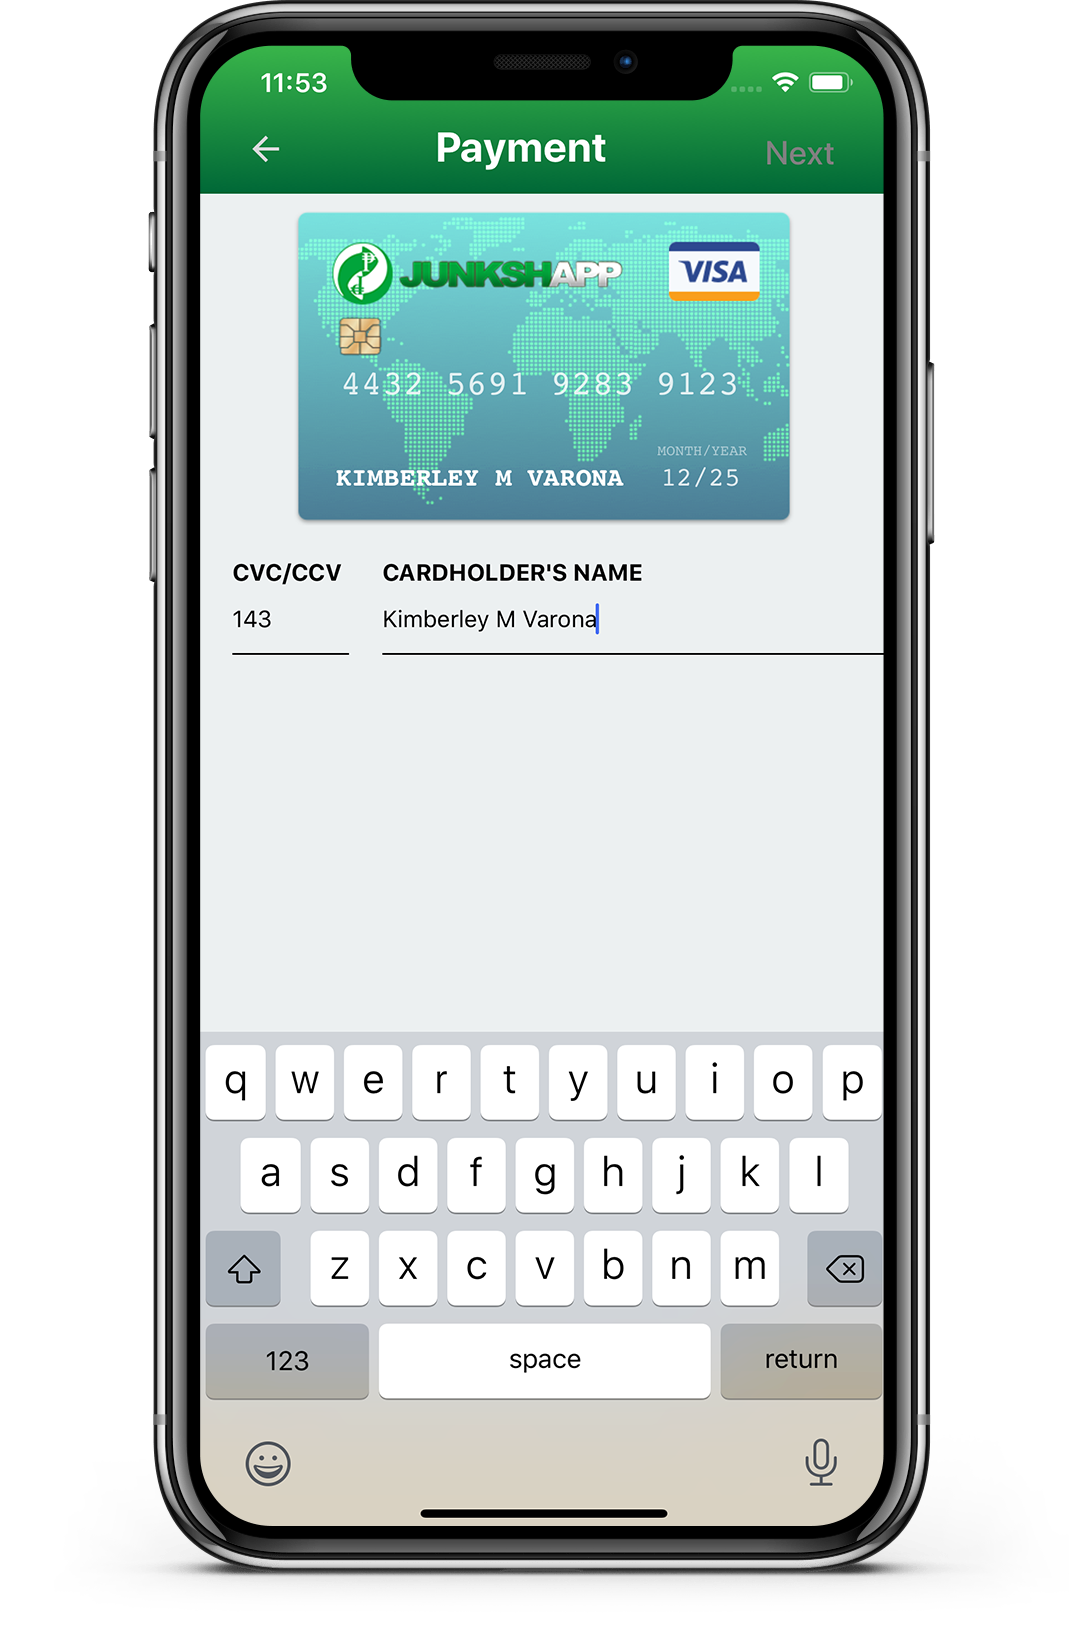 11:53
Payment
Next
JUNKSHAPP
VISA
4432 5691 9283 9123
MONTH/YEAR
KIMBERLEY M VARONA 12/25
CVC/CCV CARDHOLDER'S NAME
143 Kimberley M Varona
q w e r t y u i o p
a s d f g h j k l
z x c v b n m
123 space return